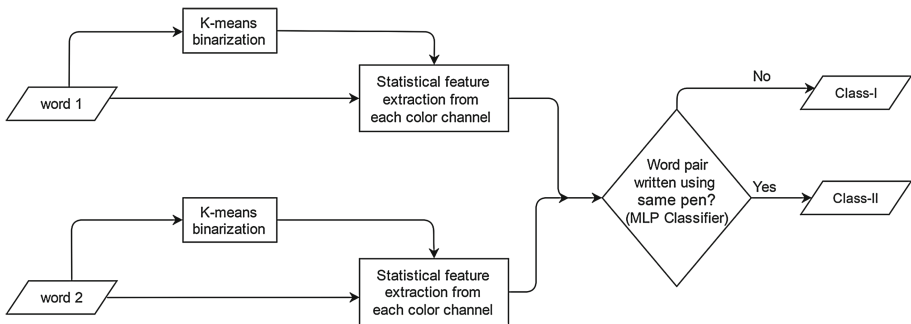 K-means
binarization
word 1
Statistical feature
extraction from
each color channel
No
Class-I
Word pair
written using
same pen?
(MLP Classifier)
Yes
Class-II
K-means
binarization
word 2
Statistical feature
extraction from
each color channel